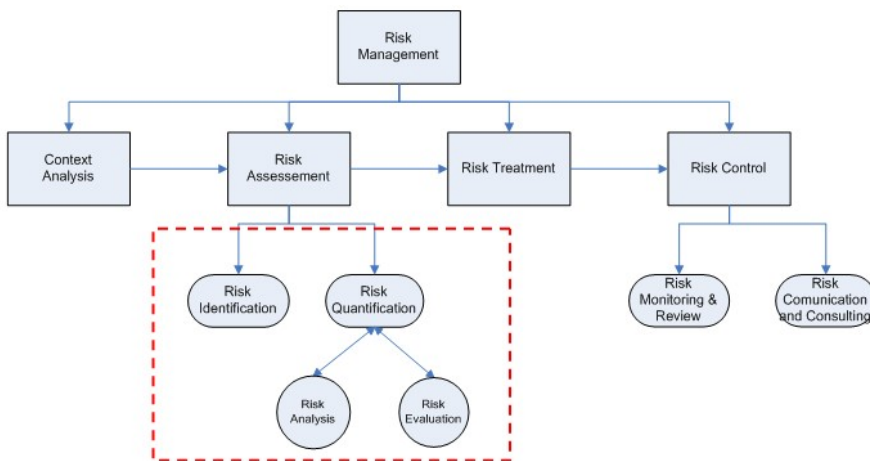 Risk
Management
Context
Analysis
Risk
Assessement
Risk Treatment
Risk Control
Risk
Identification
Risk
Quantification
Risk
Monitoring &
Review
Risk
Comunication
and Consulting
Risk
Analysis
Risk
Evaluation